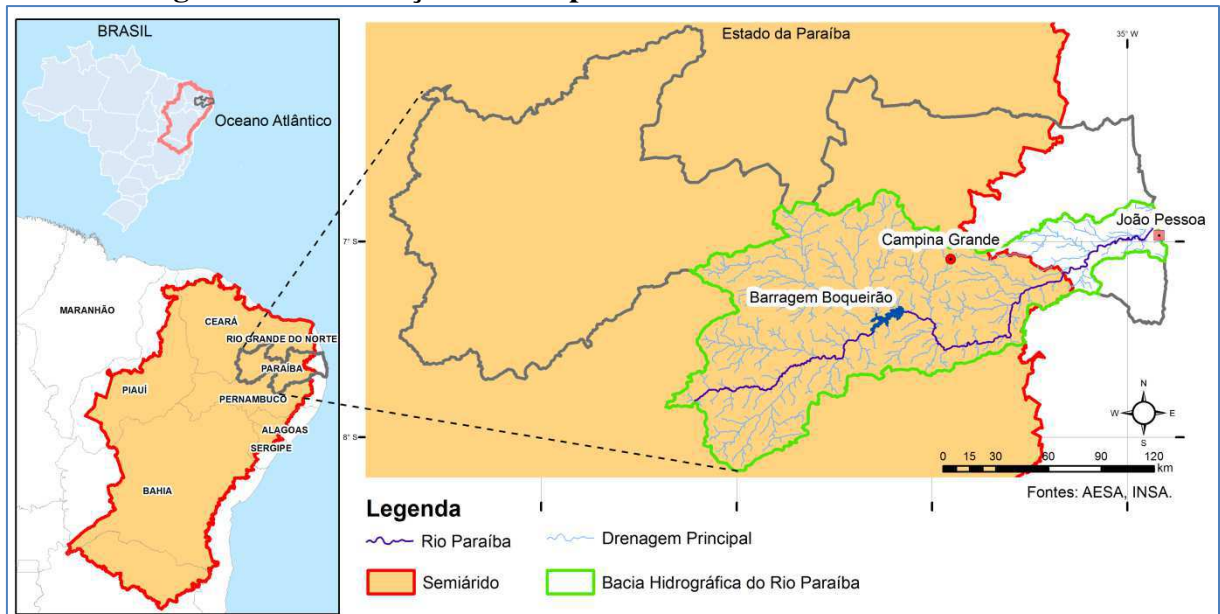 BRASIL
Oceano Atlântico
MARANHÃO
CEARÁ
RIO GRANDE DO NORTE
PARAÍBA
PIAUÍ
PERNAMBUCO
ALAGOAS
SERGIPE
BAHIA
Estado da Paraíba
35° W
João Pessoa
Campina Grande
7° S
Barragem Boqueirão
N
W E
S
8° S
0 15 30 60 90 120
km
Fontes: AESA, INSA.
Legenda
Rio Paraíba
Drenagem Principal
Semiárido
Bacia Hidrográfica do Rio Paraíba